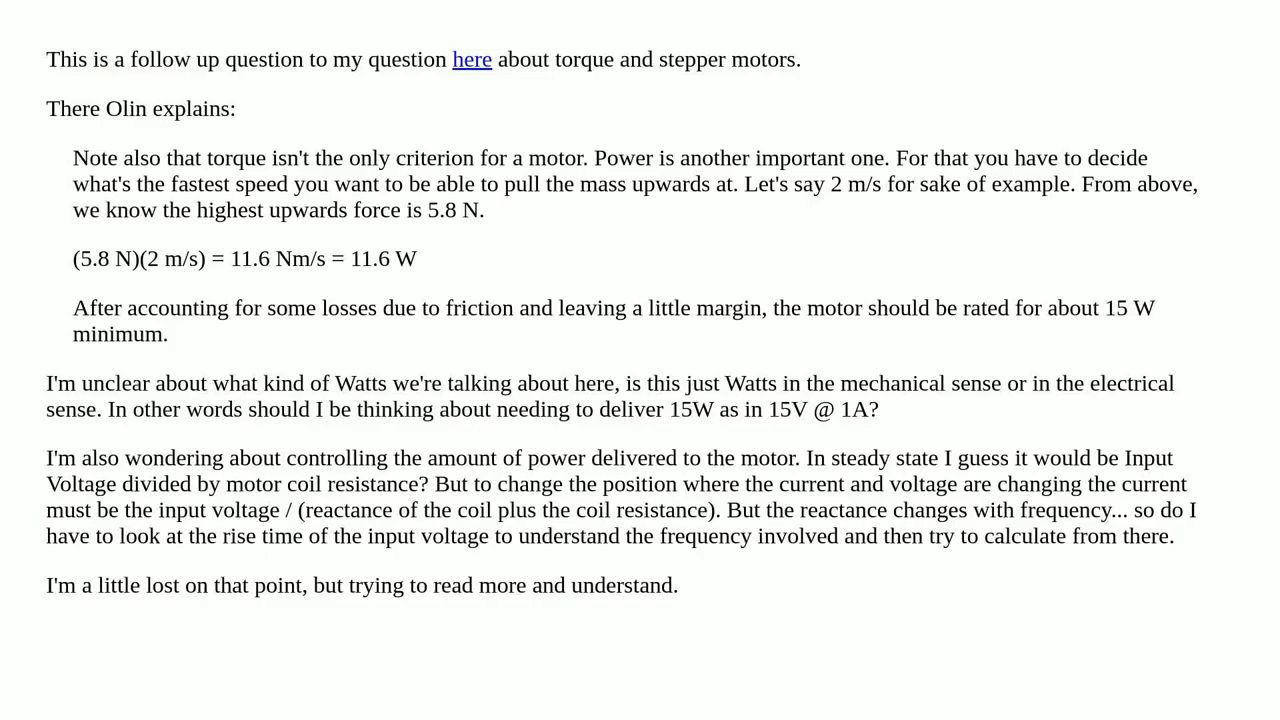 This is a follow up question to my question here about torque and stepper motors.
There Olin explains:
Note also that torque isn't the only criterion for a motor. Power is another important one. For that you have to decide
what's the fastest speed you want to be able to pull the mass upwards at. Let's say 2 m/s for sake of example. From above,
we know the highest upwards force is 5.8 N.
(5.8 N)(2 m/s) = 11.6 Nm/s = 11.6 W
After accounting for some losses due to friction and leaving a little margin, the motor should be rated for about 15 W
minimum.
I'm unclear about what kind of Watts we're talking about here, is this just Watts in the mechanical sense or in the electrical
sense. In other words should I be thinking about needing to deliver 15W as in 15V @ 1A?
I'm also wondering about controlling the amount of power delivered to the motor. In steady state I guess it would be Input
Voltage divided by motor coil resistance? But to change the position where the current and voltage are changing the current
must be the input voltage / (reactance of the coil plus the coil resistance). But the reactance changes with frequency... so do I
have to look at the rise time of the input voltage to understand the frequency involved and then try to calculate from there.
I'm a little lost on that point, but trying to read more and understand.